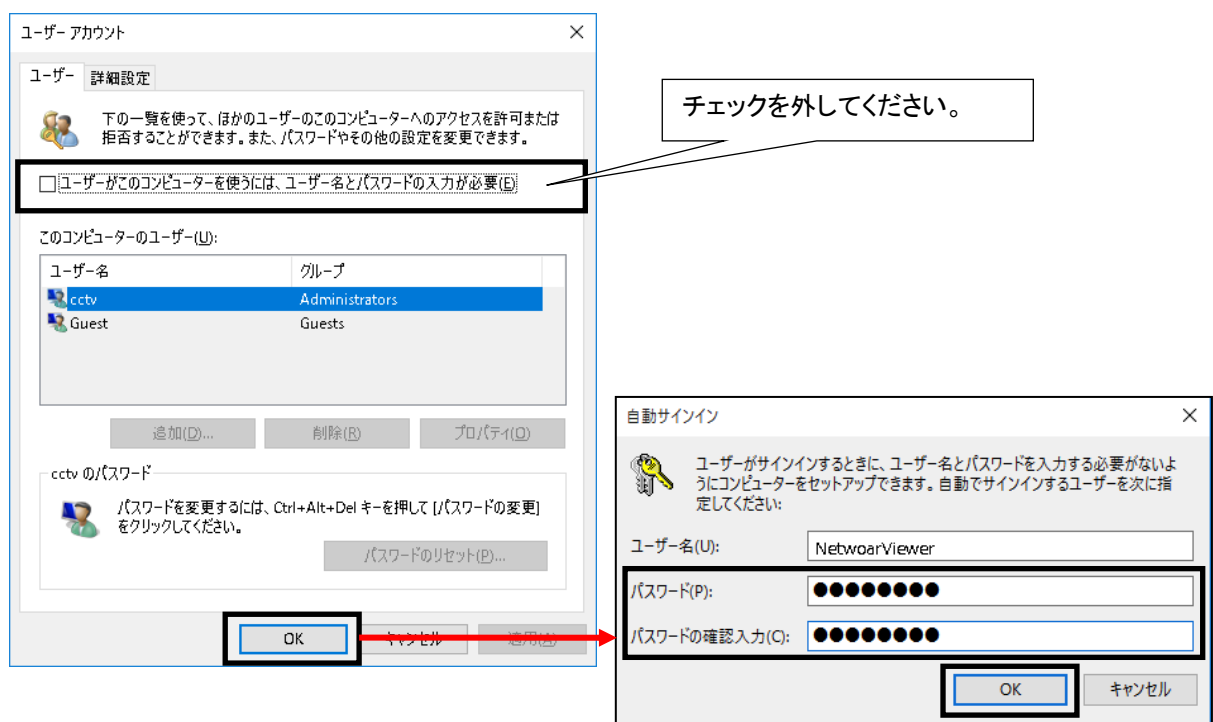 ユーザー アカウント
ユーザー 詳細設定
下の一覧を使って、ほかのユーザーのこのコンピューターへのアクセスを許可または
拒否することができます。また、パスワードやその他の設定を変更できます。
ユーザーがこのコンピューターを使うには、ユーザー名とパスワードの入力が必要(E)
チェックを外してください。
このコンピューターのユーザー(U):
ユーザー名 グループ
cctv Administrators
Guest Guests
追加(D)... 削除(R) プロパティ(O)
cctv のパスワード
パスワードを変更するには、Ctrl+Alt+Del キーを押して [パスワードの変更]
をクリックしてください。
パスワードのリセット(P)...
OK キャンセル 適用(A)
自動サインイン
ユーザーがサインインするときに、ユーザー名とパスワードを入力する必要がないよ
うにコンピューターをセットアップできます。自動でサインインするユーザーを次に指
定してください:
ユーザー名(U): NetwoarViewer
パスワード(P): ●●●●●●●●
パスワードの確認入力(C): ●●●●●●●●
OK キャンセル